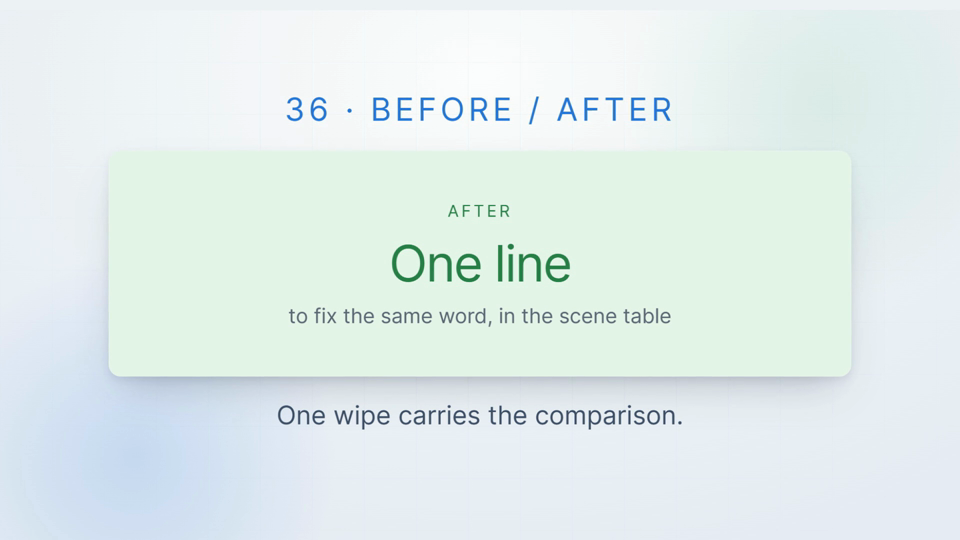 36 · BEFORE / AFTER
AFTER
One line
to fix the same word, in the scene table
One wipe carries the comparison.